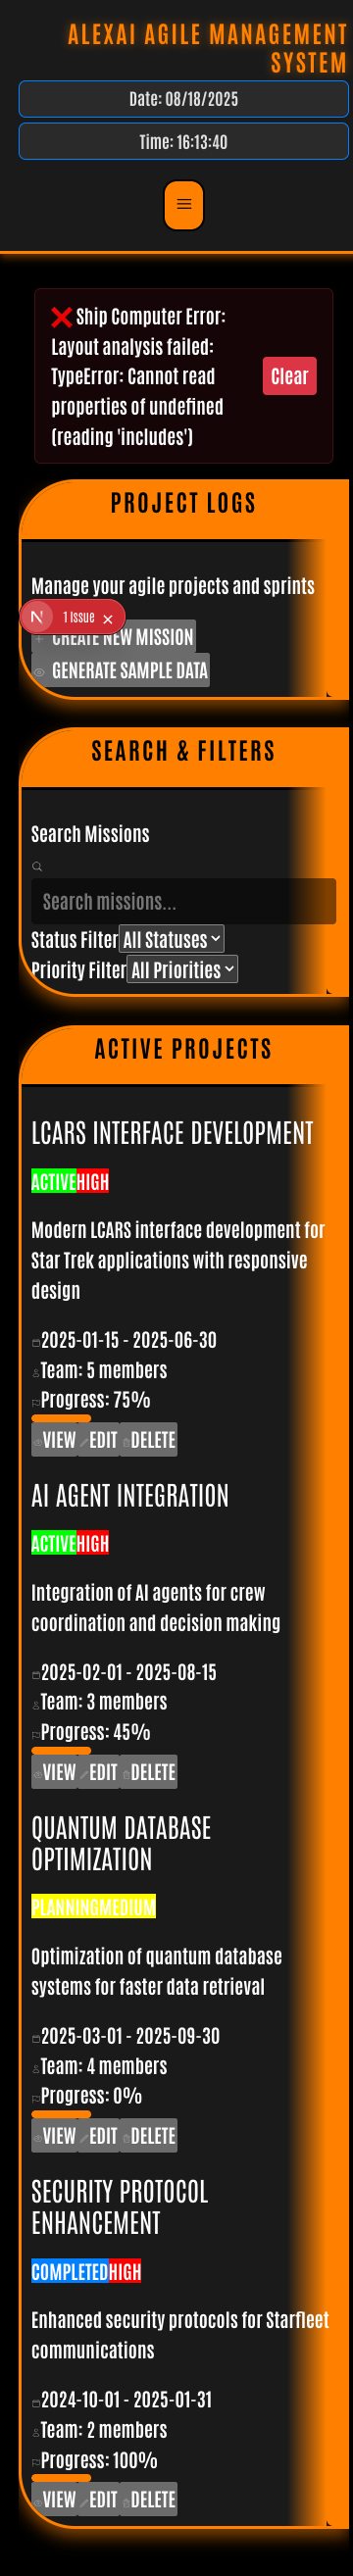 ALEXAI AGILE MANAGEMENT
SYSTEM
Date: 08/18/2025
Time: 16:13:40
❌ Ship Computer Error:
Layout analysis failed:
TypeError: Cannot read
properties of undefined
(reading 'includes')
Clear
PROJECT LOGS
Manage your agile projects and sprints
N 1 Issue ×
+ CREATE NEW MISSION
GENERATE SAMPLE DATA
SEARCH & FILTERS
Search Missions
Search missions...
Status Filter All Statuses
Priority Filter All Priorities
ACTIVE PROJECTS
LCARS INTERFACE DEVELOPMENT
ACTIVEHIGH
Modern LCARS interface development for
Star Trek applications with responsive
design
2025-01-15 - 2025-06-30
Team: 5 members
Progress: 75%
VIEW EDIT DELETE
AI AGENT INTEGRATION
ACTIVEHIGH
Integration of AI agents for crew
coordination and decision making
2025-02-01 - 2025-08-15
Team: 3 members
Progress: 45%
VIEW EDIT DELETE
QUANTUM DATABASE
OPTIMIZATION
PLANNINGMEDIUM
Optimization of quantum database
systems for faster data retrieval
2025-03-01 - 2025-09-30
Team: 4 members
Progress: 0%
VIEW EDIT DELETE
SECURITY PROTOCOL
ENHANCEMENT
COMPLETEDHIGH
Enhanced security protocols for Starfleet
communications
2024-10-01 - 2025-01-31
Team: 2 members
Progress: 100%
VIEW EDIT DELETE